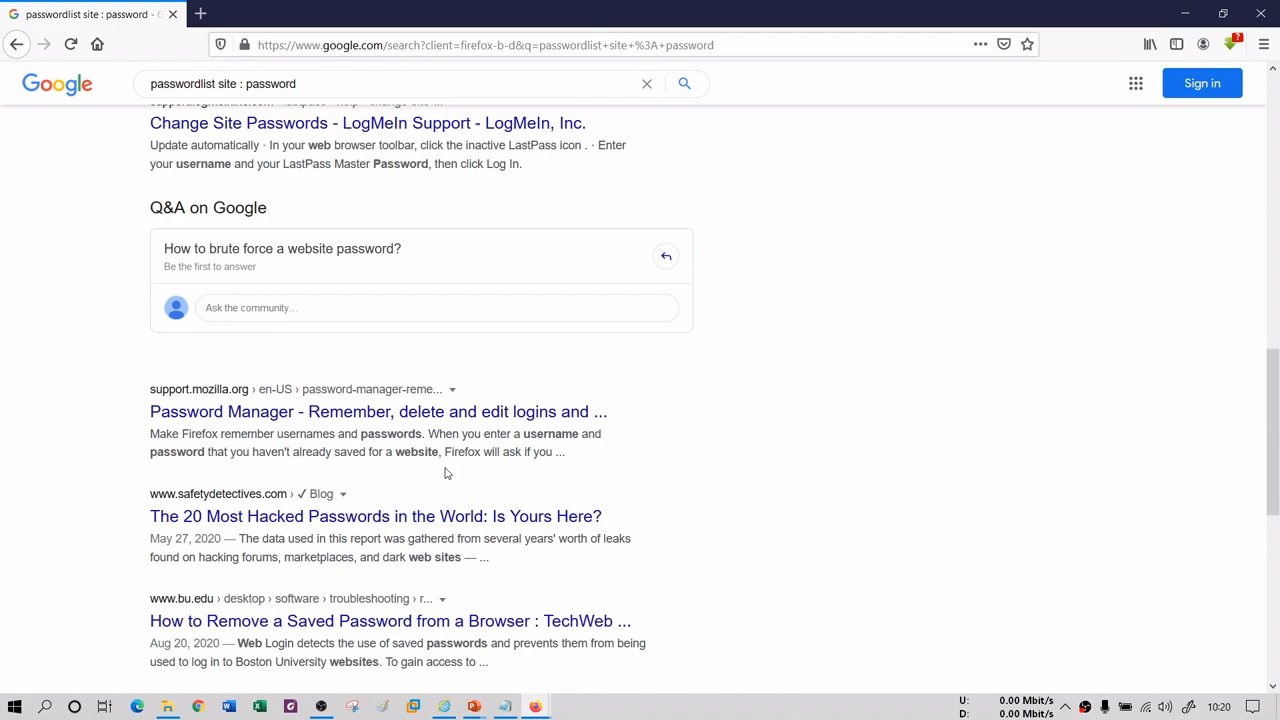 passwordlist site : password - G
https://www.google.com/search?client=firefox-b-d&q=passwordlist+site+%3A+password
Google
passwordlist site : password
Sign in
Change Site Passwords - LogMeIn Support - LogMeIn, Inc.
Update automatically · In your web browser toolbar, click the inactive LastPass icon . · Enter
your username and your LastPass Master Password, then click Log In.
Q&A on Google
How to brute force a website password?
Be the first to answer
Ask the community...
support.mozilla.org › en-US › password-manager-reme...
Password Manager - Remember, delete and edit logins and ...
Make Firefox remember usernames and passwords. When you enter a username and
password that you haven't already saved for a website, Firefox will ask if you ...
www.safetydetectives.com › ✓ Blog
The 20 Most Hacked Passwords in the World: Is Yours Here?
May 27, 2020 — The data used in this report was gathered from several years' worth of leaks
found on hacking forums, marketplaces, and dark web sites — ...
www.bu.edu › desktop › software › troubleshooting › r...
How to Remove a Saved Password from a Browser : TechWeb ...
Aug 20, 2020 — Web Login detects the use of saved passwords and prevents them from being
used to log in to Boston University websites. To gain access to ...
U: 0.00 Mbit/s
D: 0.00 Mbit/s
10:20